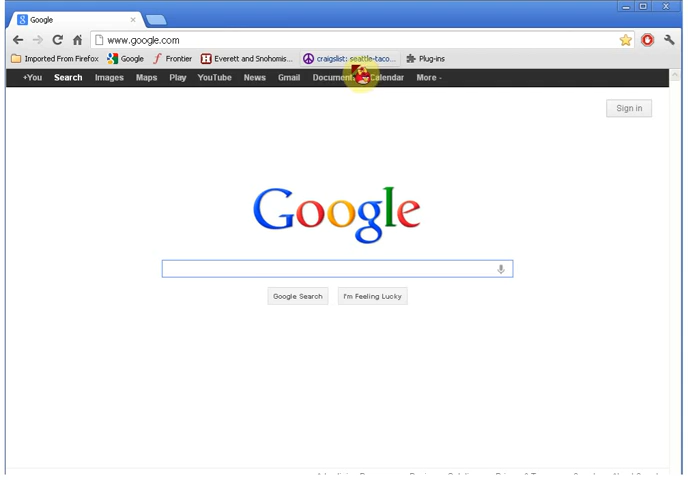 Google
www.google.com
Imported From Firefox Google Frontier Everett and Snohomis... craigslist: seattle-taco... Plug-ins
+You Search Images Maps Play YouTube News Gmail Calendar More
Sign in
Google
Google Search I'm Feeling Lucky